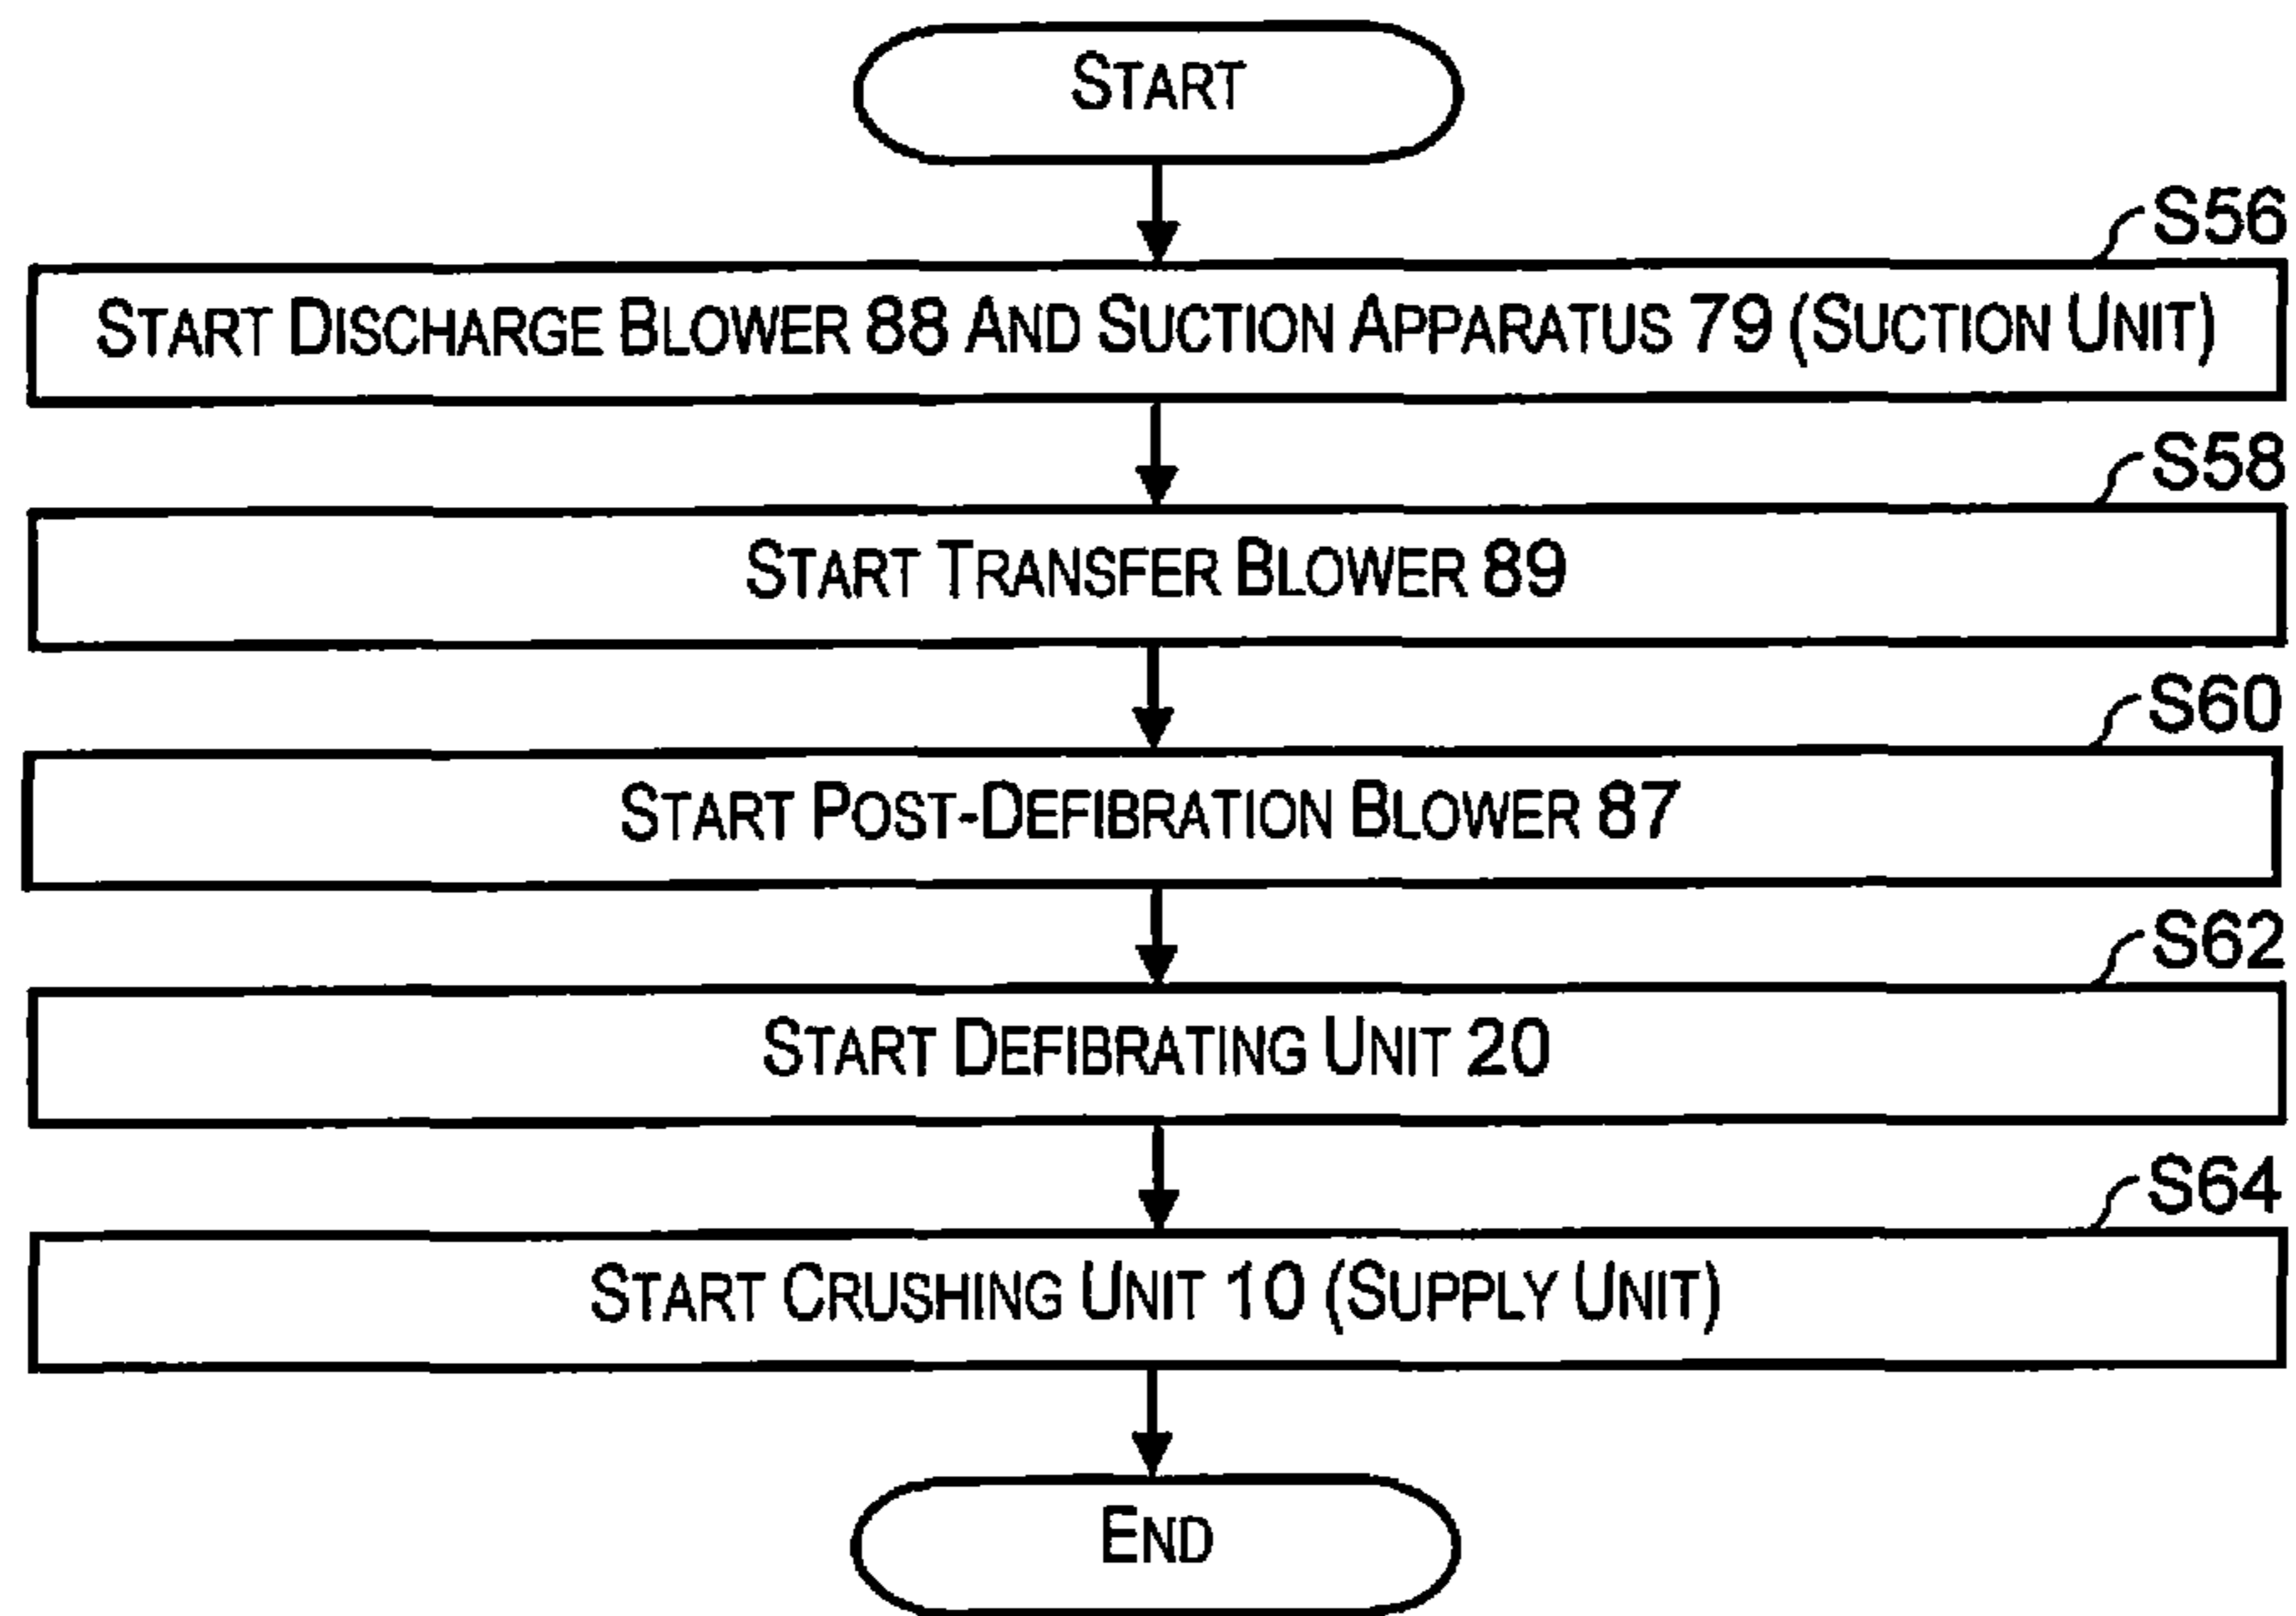 START
S56
START DISCHARGE BLOWER 88 AND SUCTION APPARATUS 79 (SUCTION UNIT)
S58
START TRANSFER BLOWER 89
S60
START POST-DEFIBRATION BLOWER 87
S62
START DEFIBRATING UNIT 20
S64
START CRUSHING UNIT 10 (SUPPLY UNIT)
END